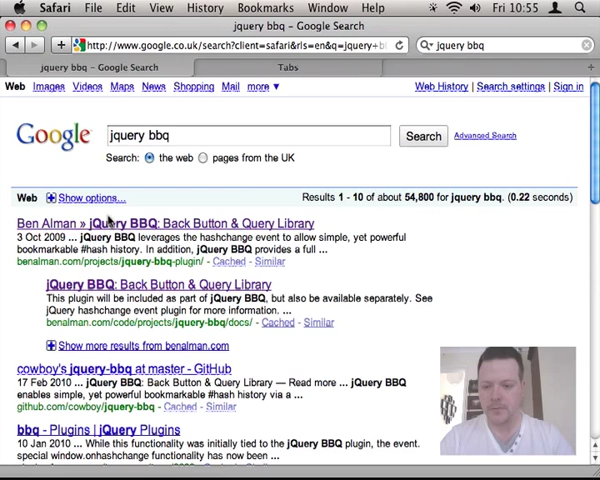 Safari File Edit View History Bookmarks Window Help Fri 10:55
jquery bbq – Google Search
http://www.google.co.uk/search?client=safari&rls=en&q=jquery+b jquery bbq
jquery bbq – Google Search Tabs
Web Images Videos Maps News Shopping Mail more ▼ Web History | Search settings | Sign in
Google jquery bbq Search Advanced Search
Search: the web pages from the UK
Web Show options... Results 1 - 10 of about 54,800 for jquery bbq. (0.22 seconds)
Ben Alman » jQuery BBQ: Back Button & Query Library
3 Oct 2009 ... jQuery BBQ leverages the hashchange event to allow simple, yet powerful
bookmarkable #hash history. In addition, jQuery BBQ provides a full ...
benalman.com/projects/jquery-bbq-plugin/ - Cached - Similar
jQuery BBQ: Back Button & Query Library
This plugin will be included as part of jQuery BBQ, but also be available separately. See
jQuery hashchange event plugin for more information. ...
benalman.com/code/projects/jquery-bbq/docs/ - Cached - Similar
Show more results from benalman.com
cowboy's jquery-bbq at master - GitHub
17 Feb 2010 ... jQuery BBQ: Back Button & Query Library — Read more ... jQuery BBQ
enables simple, yet powerful bookmarkable #hash history via a ...
github.com/cowboy/jquery-bbq - Cached - Similar
bbq - Plugins | jQuery Plugins
10 Jan 2010 ... While this functionality was initially tied to the jQuery BBQ plugin, the event.
special window.onhashchange functionality has now been ...